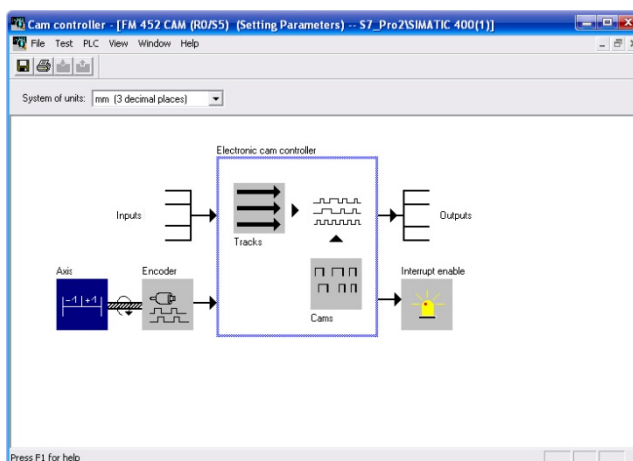 Cam controller - [FM 452 CAM (R0/S5)  (Setting Parameters) -- S7_Pro2\SIMATIC 400(1)]
File Test PLC View Window Help
System of units: mm (3 decimal places)
Electronic cam controller
Inputs
Outputs
Tracks
Axis
Encoder
Interrupt enable
-1 +1
Cams
Press F1 for help